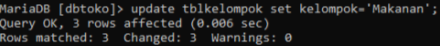 MariaDB [dbtoko]> update tblkelompok set kelompok='Makanan';
Query OK, 3 rows affected (0.006 sec)
Rows matched: 3  Changed: 3  Warnings: 0